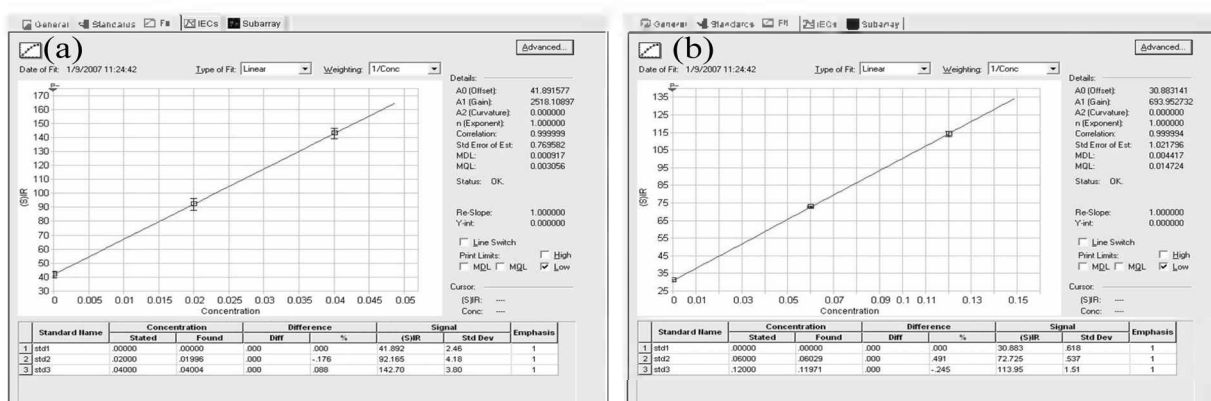 General Standards Fit IECs Subarray
(a)
Advanced...
Date of Fit: 1/9/2007 11:24:42 Type of Fit: Linear Weighting: 1/Conc
Details:
A0 (Offset): 41.891577
A1 (Gain): 2518.10897
A2 (Curvature): 0.000000
n (Exponent): 1.000000
Correlation: 0.999999
Std Error of Est: 0.769582
MDL: 0.000917
MQL: 0.003056
Status: OK.
Re-Slope: 1.000000
Y-int: 0.000000
Line Switch
Print Limits: High
MDL MQL Low
Cursor:
(S)IR: ----
Conc: ----
170
160
150
140
130
120
110
100
90
80
70
60
50
40
30
(S)IR
0 0.005 0.01 0.015 0.02 0.025 0.03 0.035 0.04 0.045 0.05
Concentration
Standard Name Concentration Difference Signal Emphasis
Stated Found Diff % (S)IR Std Dev
1 std1 .00000 .00000 .000 .000 41.892 2.46 1
2 std2 .02000 .01996 .000 -.176 92.165 4.18 1
3 std3 .04000 .04004 .000 .088 142.70 3.80 1
General Standards Fit IECs Subarray
(b)
Advanced...
Date of Fit: 1/9/2007 11:24:42 Type of Fit: Linear Weighting: 1/Conc
Details:
A0 (Offset): 30.883141
A1 (Gain): 693.952732
A2 (Curvature): 0.000000
n (Exponent): 1.000000
Correlation: 0.999994
Std Error of Est: 1.021796
MDL: 0.004417
MQL: 0.014724
Status: OK.
Re-Slope: 1.000000
Y-int: 0.000000
Line Switch
Print Limits: High
MDL MQL Low
Cursor:
(S)IR: ----
Conc: ----
135
125
115
105
95
85
75
65
55
45
35
25
(S)IR
0 0.01 0.03 0.05 0.07 0.09 0.1 0.11 0.13 0.15
Concentration
Standard Name Concentration Difference Signal Emphasis
Stated Found Diff % (S)IR Std Dev
1 std1 .00000 .00000 .000 .000 30.883 .618 1
2 std2 .06000 .06029 .000 .491 72.725 .537 1
3 std3 .12000 .11971 .000 -.245 113.95 1.51 1